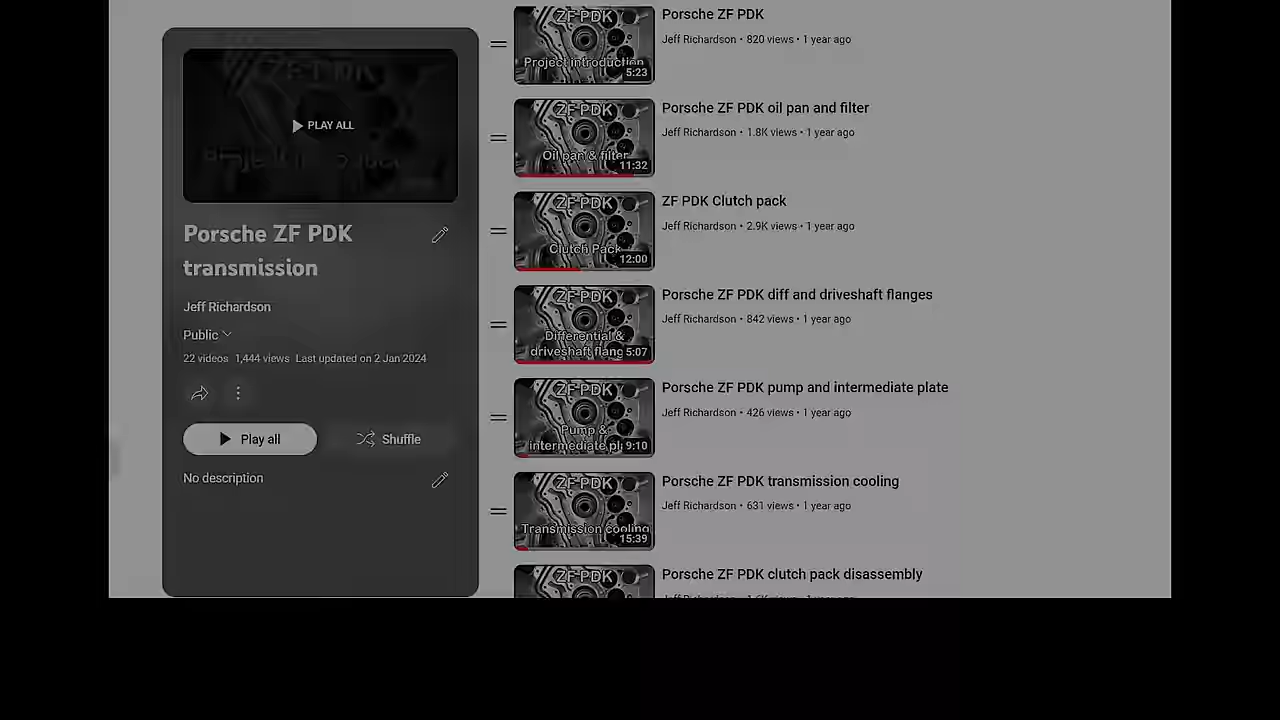 PLAY ALL
Porsche ZF PDK
transmission
Jeff Richardson
Public
22 videos 1,444 views Last updated on 2 Jan 2024
Play all
Shuffle
No description
ZF PDK
Project introduction
5:23
Porsche ZF PDK
Jeff Richardson • 820 views • 1 year ago
ZF PDK
Oil pan & filter
11:32
Porsche ZF PDK oil pan and filter
Jeff Richardson • 1.8K views • 1 year ago
ZF PDK
Clutch Pack
12:00
ZF PDK Clutch pack
Jeff Richardson • 2.9K views • 1 year ago
ZF PDK
Differential &
driveshaft flang
5:07
Porsche ZF PDK diff and driveshaft flanges
Jeff Richardson • 842 views • 1 year ago
ZF PDK
Pump &
intermediate pl
9:10
Porsche ZF PDK pump and intermediate plate
Jeff Richardson • 426 views • 1 year ago
ZF PDK
Transmission cooling
15:39
Porsche ZF PDK transmission cooling
Jeff Richardson • 631 views • 1 year ago
ZF PDK
Porsche ZF PDK clutch pack disassembly